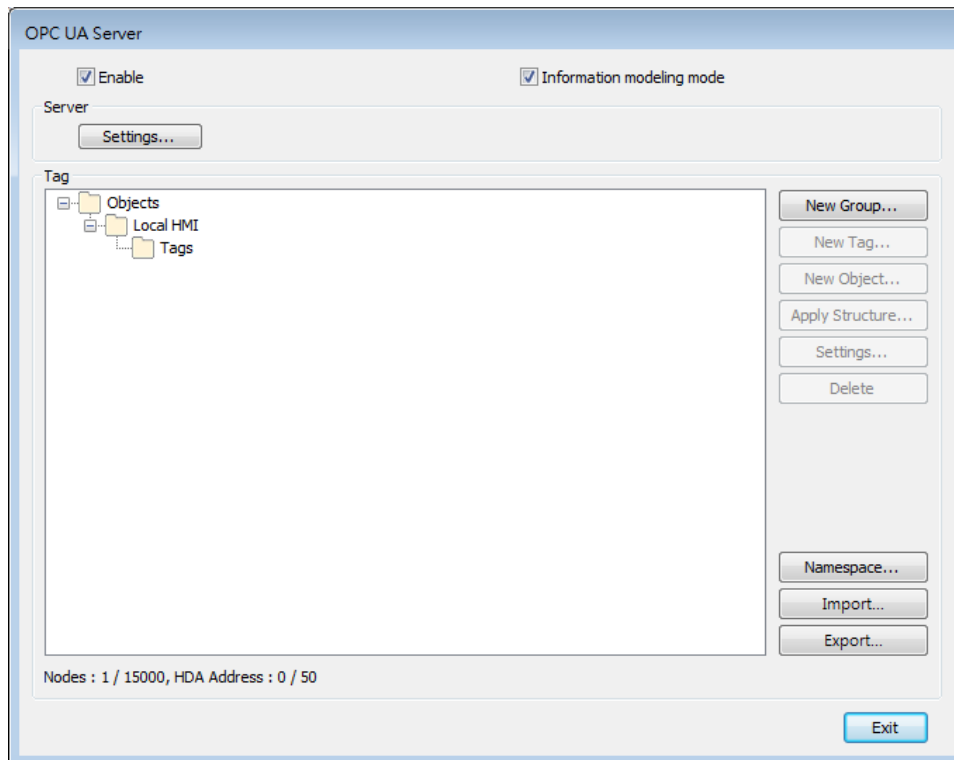 OPC UA Server
Enable
Information modeling mode
Server
Settings...
Tag
Objects
Local HMI
Tags
New Group...
New Tag...
New Object...
Apply Structure...
Settings...
Delete
Namespace...
Import...
Export...
Nodes : 1 / 15000, HDA Address : 0 / 50
Exit